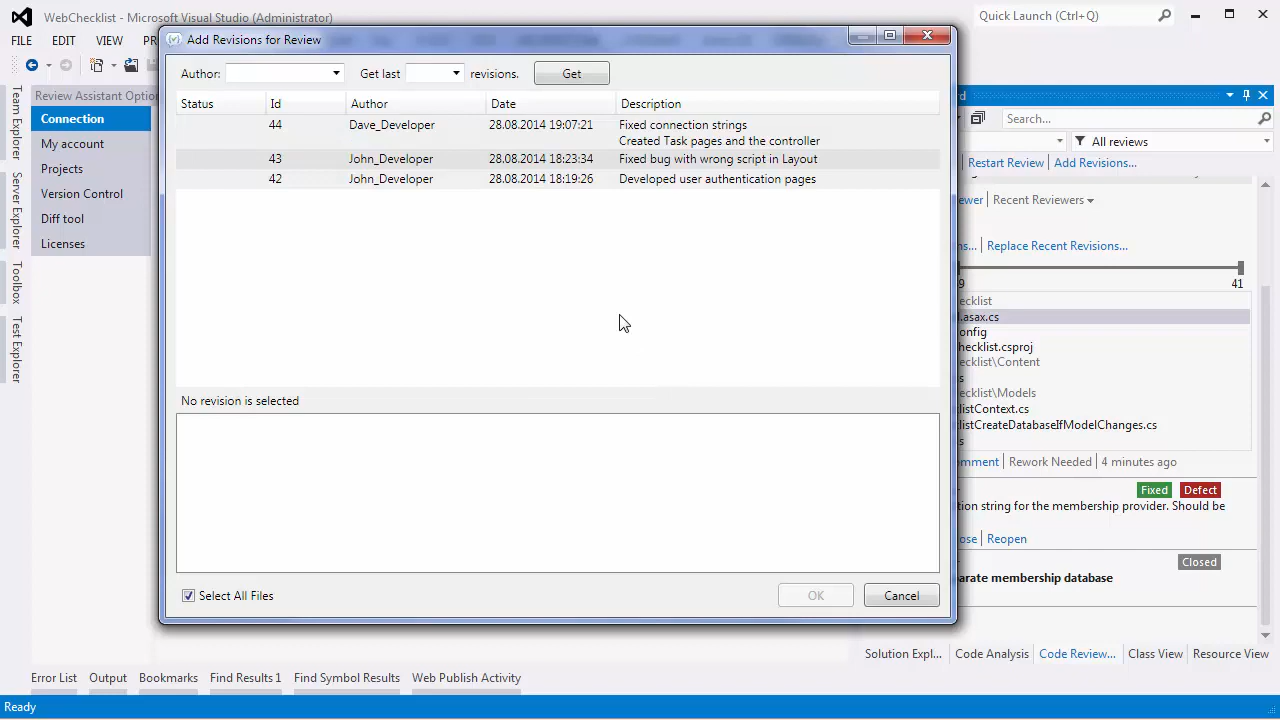 WebChecklist - Microsoft Visual Studio (Administrator)
Quick Launch (Ctrl+Q)
FILE EDIT VIEW
Add Revisions for Review
Review Assistant Optio
Connection
My account
Projects
Version Control
Diff tool
Licenses
Team Explorer
Server Explorer
Toolbox
Test Explorer
Author: Get last revisions. Get
Status Id Author Date Description
44 Dave_Developer 28.08.2014 19:07:21 Fixed connection strings
Created Task pages and the controller
43 John_Developer 28.08.2014 18:23:34 Fixed bug with wrong script in Layout
42 John_Developer 28.08.2014 18:19:26 Developed user authentication pages
No revision is selected
Select All Files
OK Cancel
Search...
All reviews
Restart Review Add Reviews...
ewer Recent Reviewers
ns... Replace Recent Revisions...
9 41
ecklist
l.asax.cs
onfig
hecklist.csproj
hecklist\Content
s
hecklist\Models
listContext.cs
listCreateDatabaseIfModelChanges.cs
s
mment Rework Needed 4 minutes ago
Fixed Defect
tion string for the membership provider. Should be
ose Reopen
Closed
arate membership database
Solution Expl... Code Analysis Code Review... Class View Resource View
Error List Output Bookmarks Find Results 1 Find Symbol Results Web Publish Activity
Ready